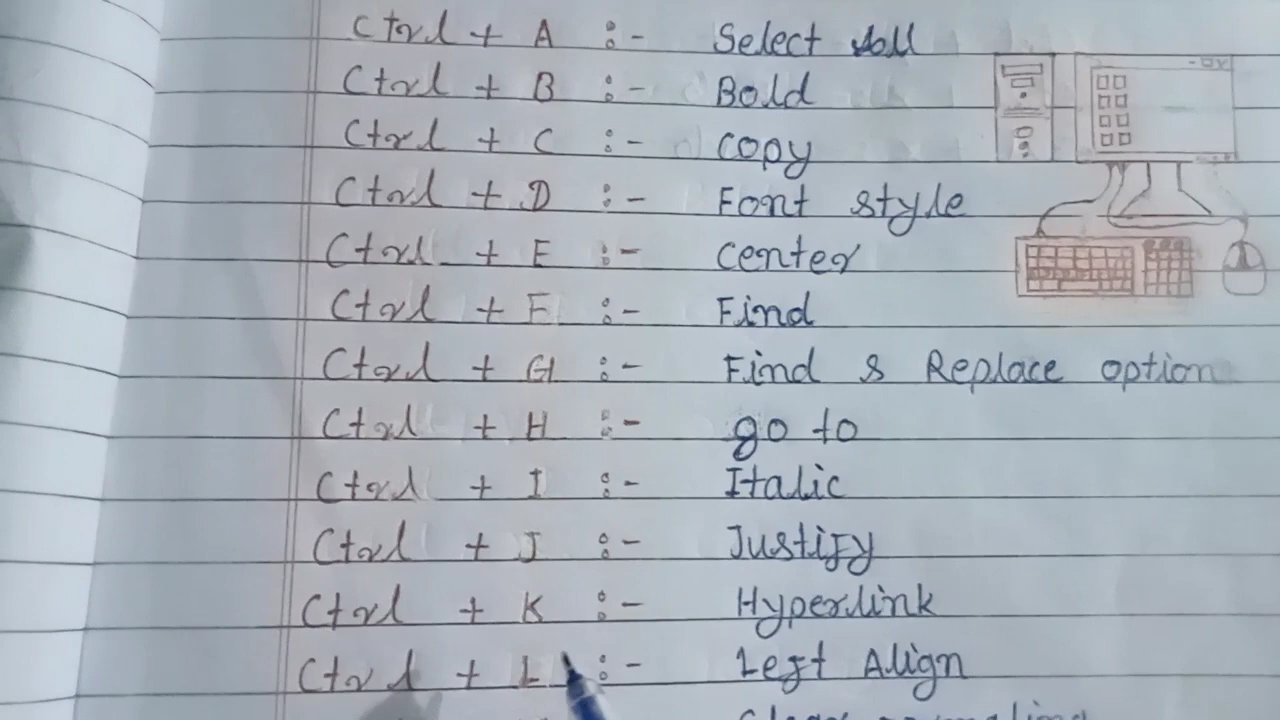 Ctrl + A :- Select All
Ctrl + B :- Bold
Ctrl + C :- copy
Ctrl + D :- Font style
Ctrl + E :- center
Ctrl + F :- Find
Ctrl + G :- Find & Replace option
Ctrl + H :- go to
Ctrl + I :- Italic
Ctrl + J :- Justify
Ctrl + K :- Hyperlink
Ctrl + L :- Left Align